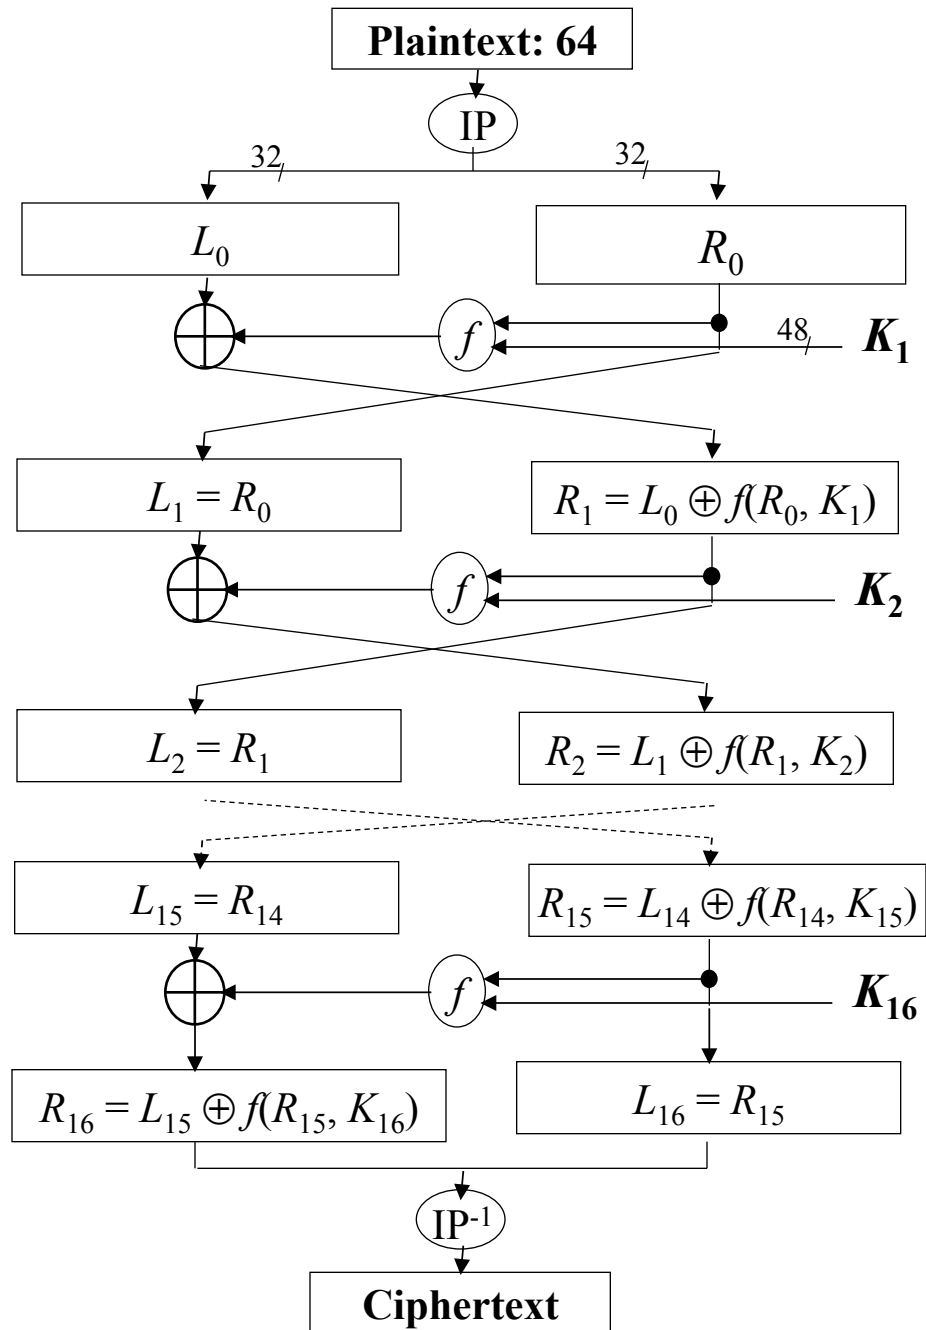 Plaintext: 64
IP
32 32
L₀ R₀
f 48 K₁
L₁ = R₀ R₁ = L₀ ⊕ f(R₀, K₁)
f K₂
L₂ = R₁ R₂ = L₁ ⊕ f(R₁, K₂)
L₁₅ = R₁₄ R₁₅ = L₁₄ ⊕ f(R₁₄, K₁₅)
f K₁₆
R₁₆ = L₁₅ ⊕ f(R₁₅, K₁₆) L₁₆ = R₁₅
IP⁻¹
Ciphertext